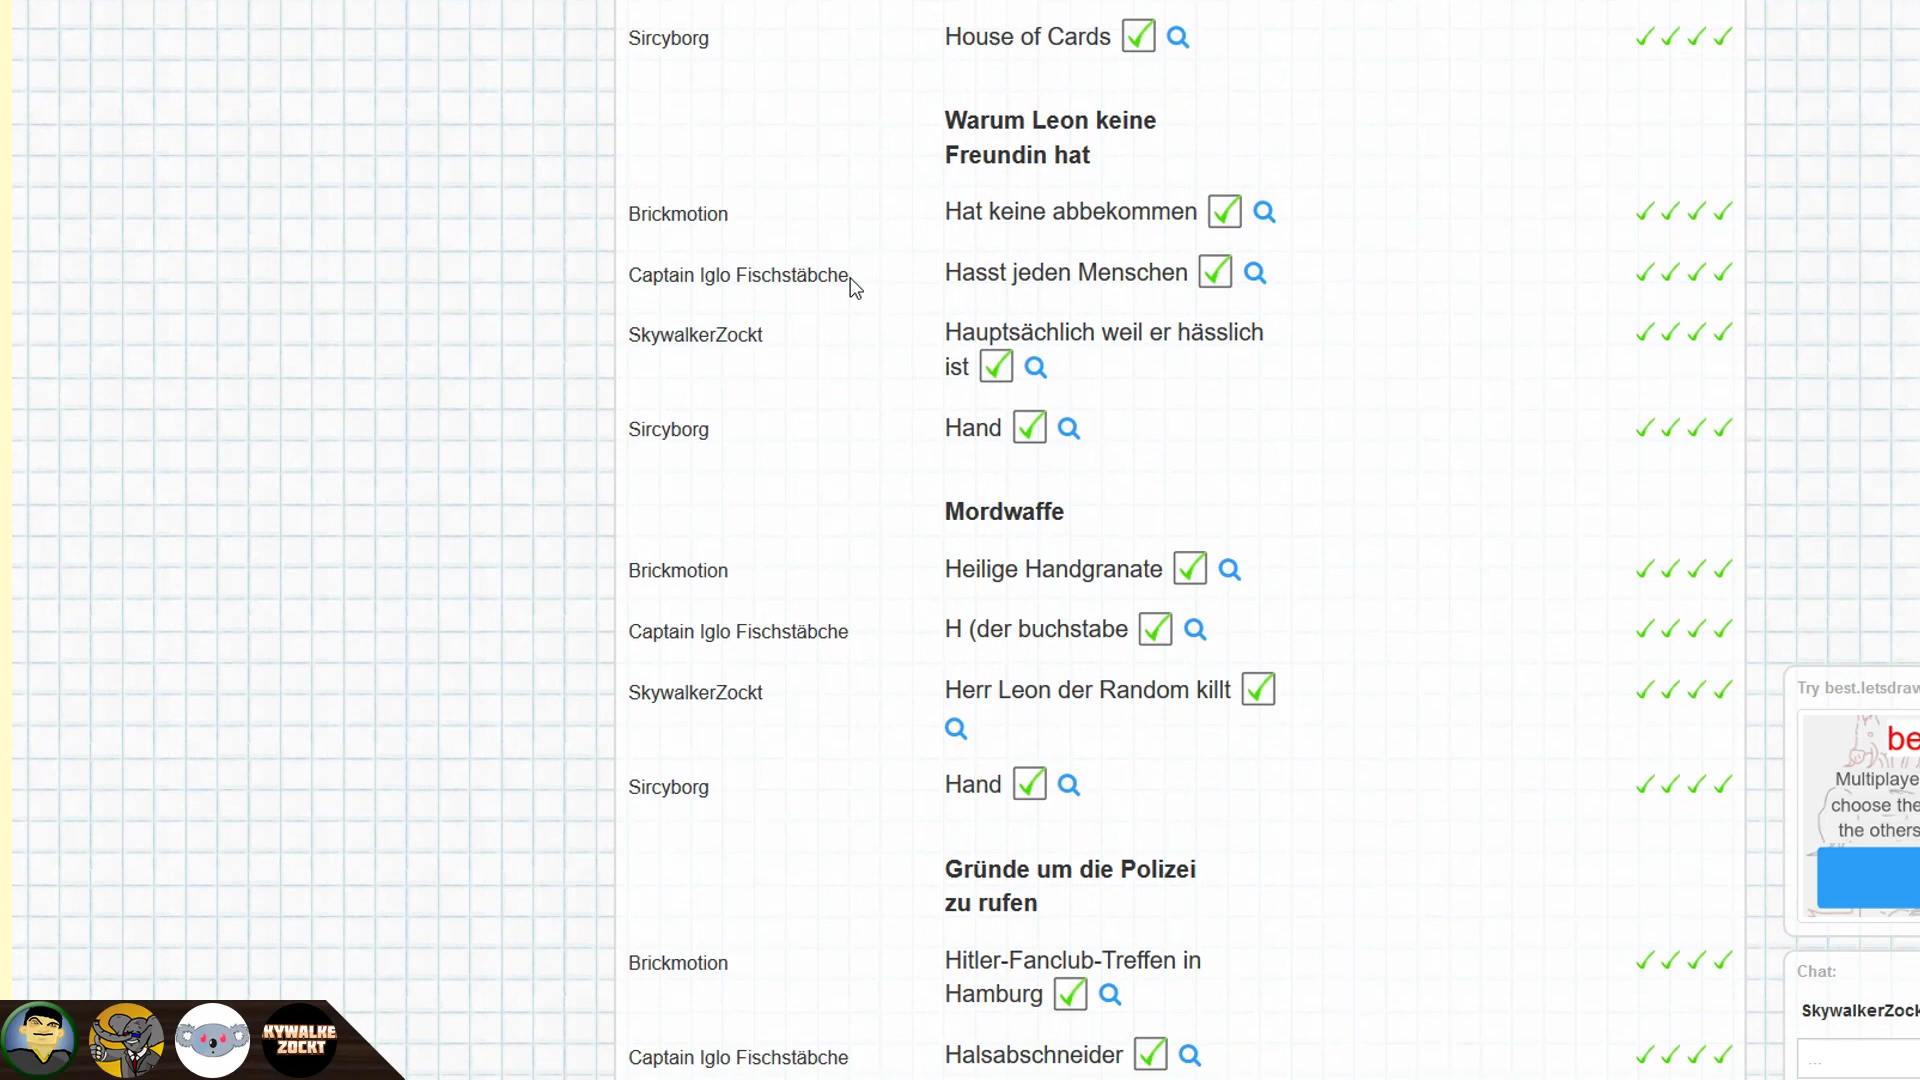 Sircyborg House of Cards
Warum Leon keine
Freundin hat
Brickmotion Hat keine abbekommen
Captain Iglo Fischstäbche Hasst jeden Menschen
SkywalkerZockt Hauptsächlich weil er hässlich
ist
Sircyborg Hand
Mordwaffe
Brickmotion Heilige Handgranate
Captain Iglo Fischstäbche H (der buchstabe
SkywalkerZockt Herr Leon der Random killt
Sircyborg Hand
Gründe um die Polizei
zu rufen
Brickmotion Hitler-Fanclub-Treffen in
Hamburg
Captain Iglo Fischstäbche Halsabschneider
Try best.letsdraw
be
Multiplaye
choose the
the others
Chat:
SkywalkerZock
...
KYWALKE
ZOCKT